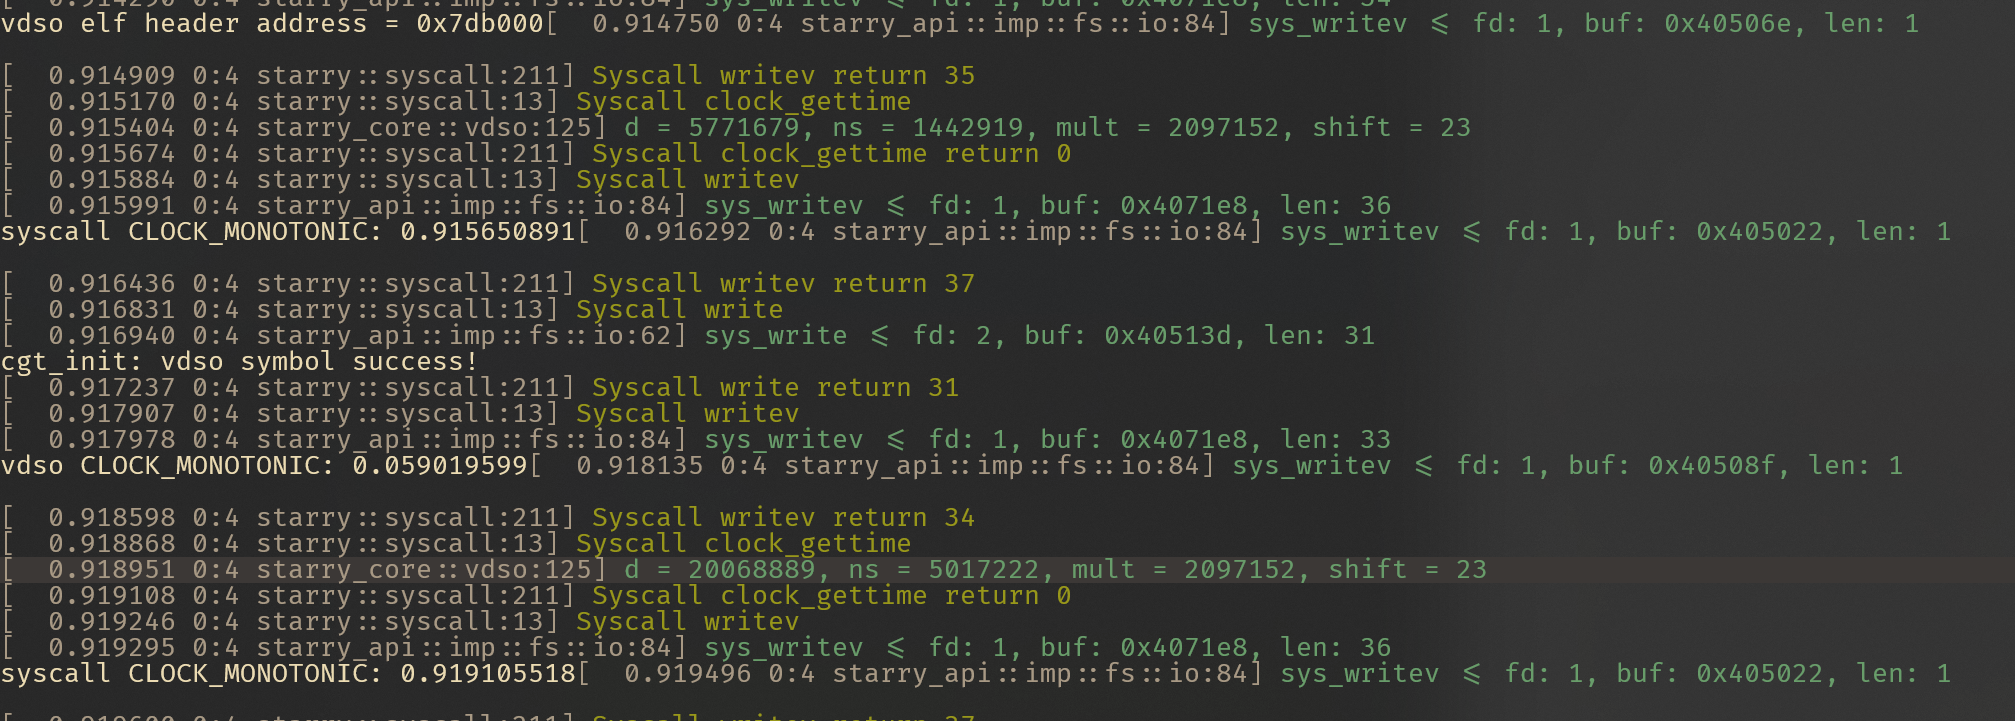 vdso elf header address = 0x7db000[  0.914750 0:4 starry_api::imp::fs::io:84] sys_writev <= fd: 1, buf: 0x40506e, len: 1
[  0.914909 0:4 starry::syscall:211] Syscall writev return 35
[  0.915170 0:4 starry::syscall:13] Syscall clock_gettime
[  0.915404 0:4 starry_core::vdso:125] d = 5771679, ns = 1442919, mult = 2097152, shift = 23
[  0.915674 0:4 starry::syscall:211] Syscall clock_gettime return 0
[  0.915884 0:4 starry::syscall:13] Syscall writev
[  0.915991 0:4 starry_api::imp::fs::io:84] sys_writev <= fd: 1, buf: 0x4071e8, len: 36
syscall CLOCK_MONOTONIC: 0.915650891[  0.916292 0:4 starry_api::imp::fs::io:84] sys_writev <= fd: 1, buf: 0x405022, len: 1
[  0.916436 0:4 starry::syscall:211] Syscall writev return 37
[  0.916831 0:4 starry::syscall:13] Syscall write
[  0.916940 0:4 starry_api::imp::fs::io:62] sys_write <= fd: 2, buf: 0x40513d, len: 31
cgt_init: vdso symbol success!
[  0.917237 0:4 starry::syscall:211] Syscall write return 31
[  0.917907 0:4 starry::syscall:13] Syscall writev
[  0.917978 0:4 starry_api::imp::fs::io:84] sys_writev <= fd: 1, buf: 0x4071e8, len: 33
vdso CLOCK_MONOTONIC: 0.059019599[  0.918135 0:4 starry_api::imp::fs::io:84] sys_writev <= fd: 1, buf: 0x40508f, len: 1
[  0.918598 0:4 starry::syscall:211] Syscall writev return 34
[  0.918868 0:4 starry::syscall:13] Syscall clock_gettime
[  0.918951 0:4 starry_core::vdso:125] d = 20068889, ns = 5017222, mult = 2097152, shift = 23
[  0.919108 0:4 starry::syscall:211] Syscall clock_gettime return 0
[  0.919246 0:4 starry::syscall:13] Syscall writev
[  0.919295 0:4 starry_api::imp::fs::io:84] sys_writev <= fd: 1, buf: 0x4071e8, len: 36
syscall CLOCK_MONOTONIC: 0.919105518[  0.919496 0:4 starry_api::imp::fs::io:84] sys_writev <= fd: 1, buf: 0x405022, len: 1